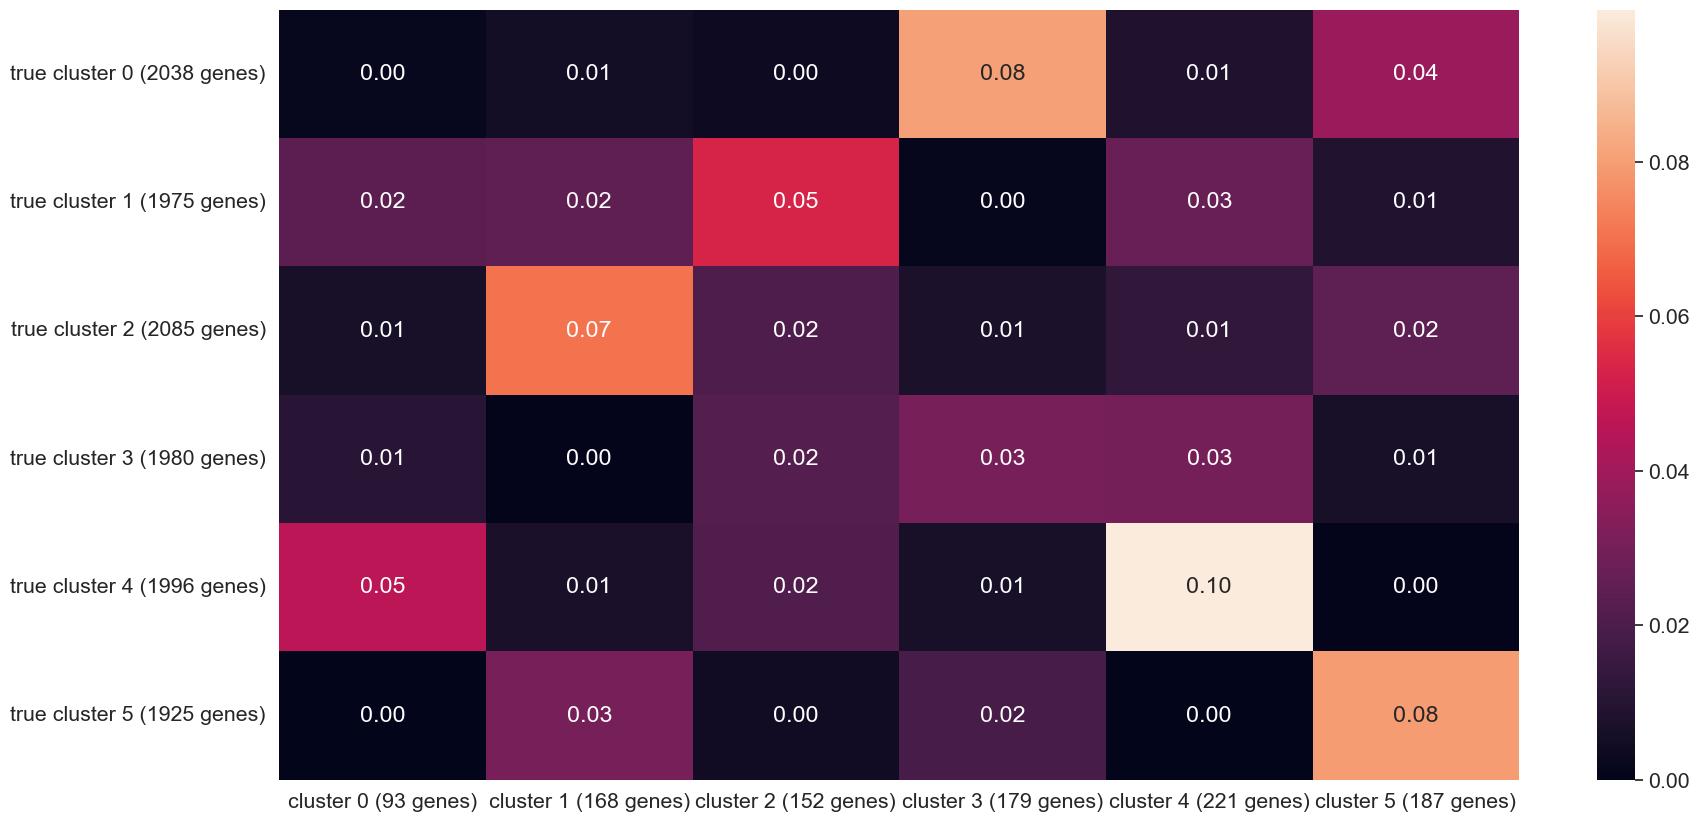 true cluster 0 (2038 genes) 0.00 0.01 0.00 0.08 0.01 0.04
true cluster 1 (1975 genes) 0.02 0.02 0.05 0.00 0.03 0.01
true cluster 2 (2085 genes) 0.01 0.07 0.02 0.01 0.01 0.02
true cluster 3 (1980 genes) 0.01 0.00 0.02 0.03 0.03 0.01
true cluster 4 (1996 genes) 0.05 0.01 0.02 0.01 0.10 0.00
true cluster 5 (1925 genes) 0.00 0.03 0.00 0.02 0.00 0.08
cluster 0 (93 genes) cluster 1 (168 genes) cluster 2 (152 genes) cluster 3 (179 genes) cluster 4 (221 genes) cluster 5 (187 genes)
0.08
0.06
0.04
0.02
0.00